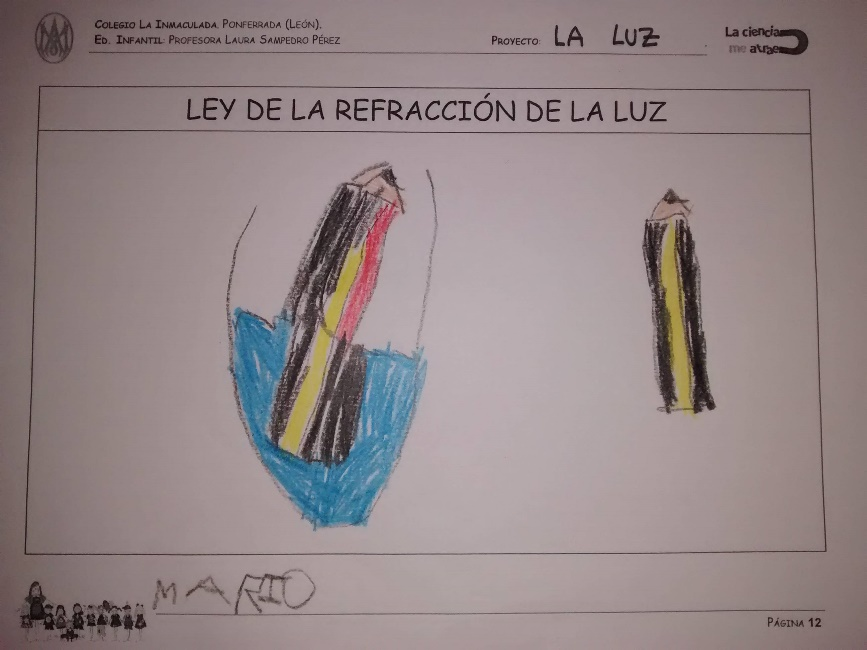 COLEGIO LA INMACULADA. PONFERRADA (LEÓN).
ED. INFANTIL: PROFESORA LAURA SAMPEDRO PÉREZ
PROYECTO: LA LUZ
La ciencia
me atrae
LEY DE LA REFRACCIÓN DE LA LUZ
MARIO
PÁGINA 12